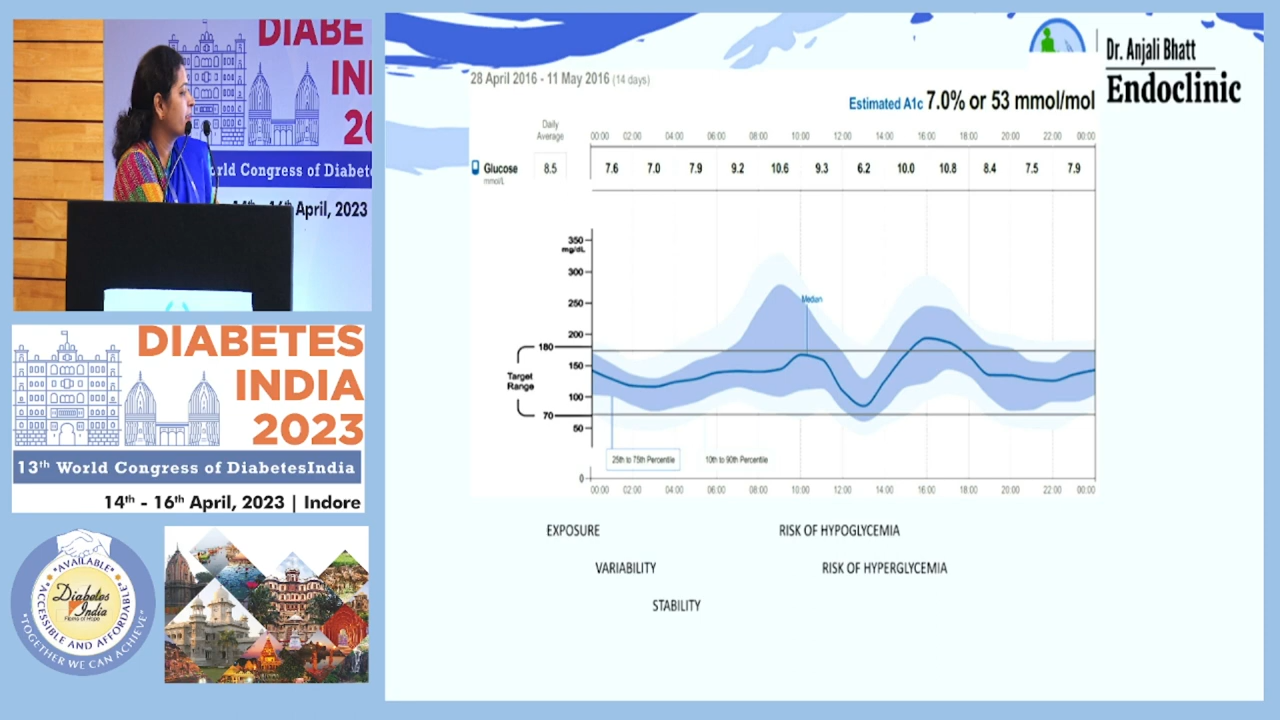 DIABE
IN
20
orld Congress of Diabete
14th - 16th April, 2023
DIABETES
INDIA
2023
13th World Congress of DiabetesIndia
14th - 16th April, 2023 | Indore
AVAILABLE
ACCESSIBLE AND AFFORDABLE
Diabetes
India
TOGETHER WE CAN ACHIEVE
Dr. Anjali Bhatt
Endoclinic
28 April 2016 - 11 May 2016 (14 days)
Estimated A1c 7.0% or 53 mmol/mol
Daily
Average
00:00 02:00 04:00 06:00 08:00 10:00 12:00 14:00 16:00 18:00 20:00 22:00 00:00
Glucose 8.5 7.6 7.0 7.9 9.2 10.6 9.3 6.2 10.0 10.8 8.4 7.5 7.9
mmol/L
350
mg/dL
300
250
Median
200
180
150
Target
Range
100
70
50
25th to 75th Percentile 10th to 90th Percentile
0
00:00 02:00 04:00 06:00 08:00 10:00 12:00 14:00 16:00 18:00 20:00 22:00 00:00
EXPOSURE RISK OF HYPOGLYCEMIA
VARIABILITY RISK OF HYPERGLYCEMIA
STABILITY